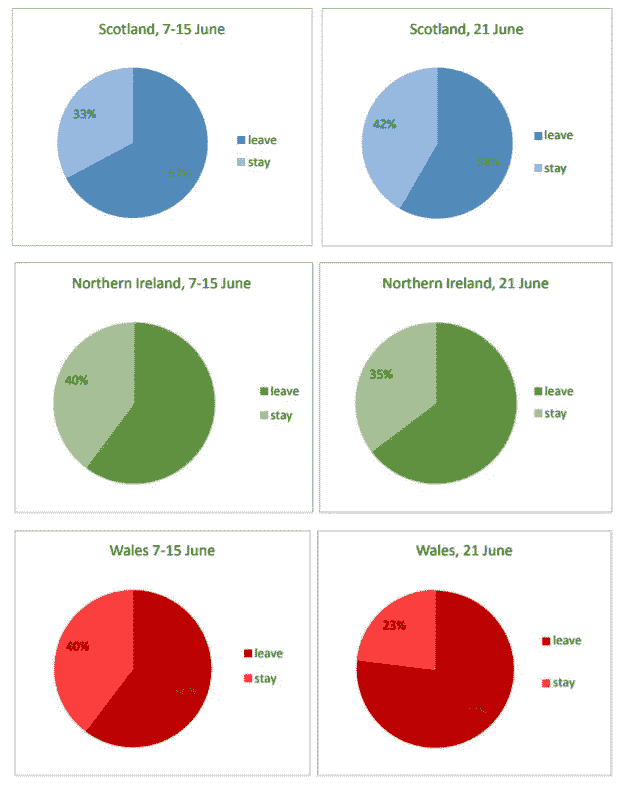 Scotland, 7-15 June
33%
67%
leave
stay
Scotland, 21 June
42%
58%
leave
stay
Northern Ireland, 7-15 June
40%
leave
stay
Northern Ireland, 21 June
35%
leave
stay
Wales 7-15 June
40%
leave
stay
Wales, 21 June
23%
leave
stay